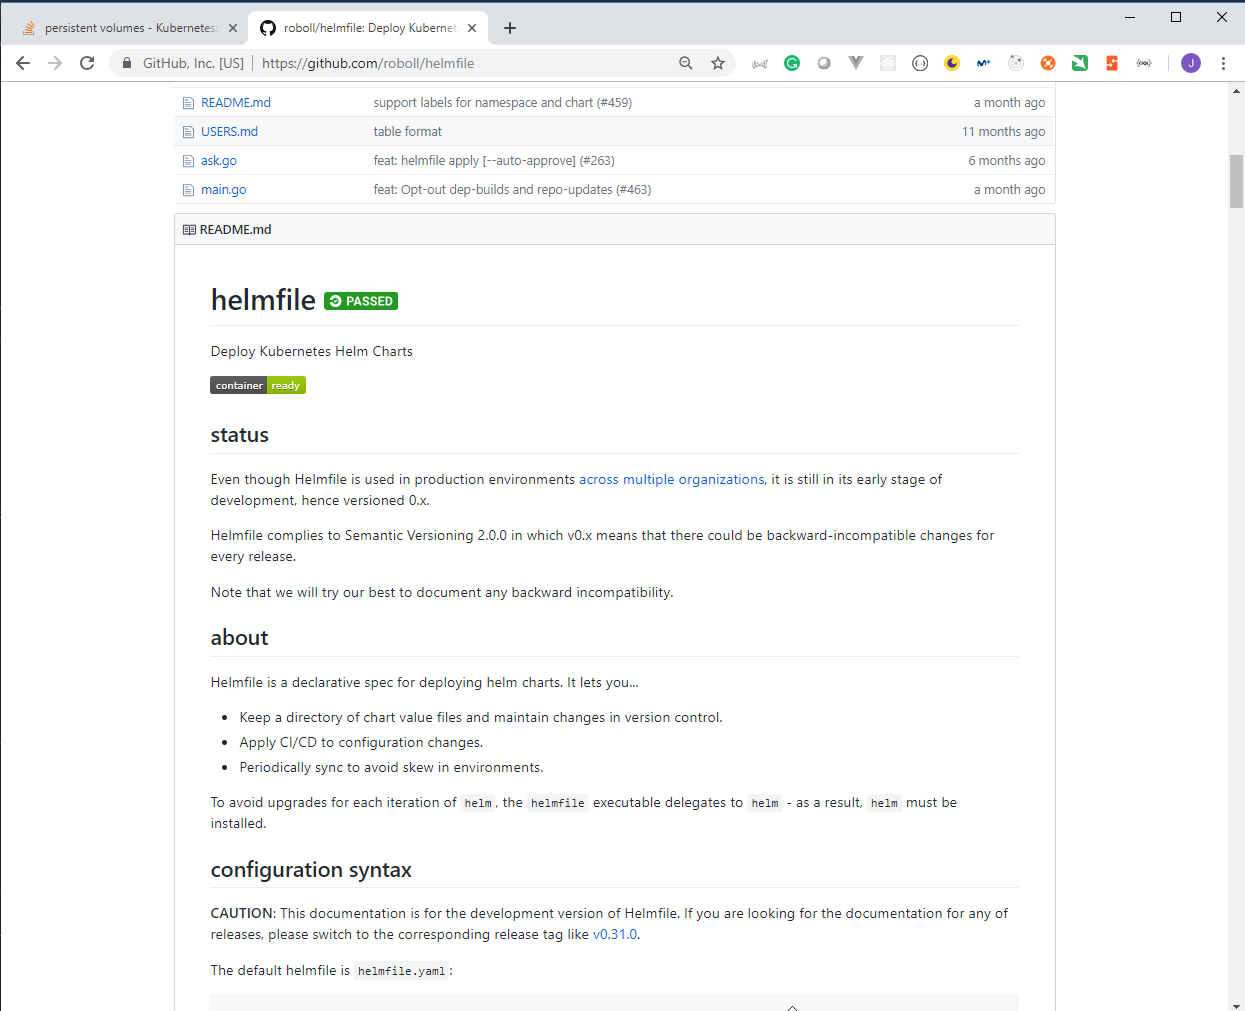 persistent volumes - Kubernetes:
roboll/helmfile: Deploy Kubernet
GitHub, Inc. [US] | https://github.com/roboll/helmfile
J
README.md support labels for namespace and chart (#459) a month ago
USERS.md table format 11 months ago
ask.go feat: helmfile apply [--auto-approve] (#263) 6 months ago
main.go feat: Opt-out dep-builds and repo-updates (#463) a month ago
README.md
helmfile PASSED
Deploy Kubernetes Helm Charts
container ready
status
Even though Helmfile is used in production environments across multiple organizations, it is still in its early stage of
development, hence versioned 0.x.
Helmfile complies to Semantic Versioning 2.0.0 in which v0.x means that there could be backward-incompatible changes for
every release.
Note that we will try our best to document any backward incompatibility.
about
Helmfile is a declarative spec for deploying helm charts. It lets you...
• Keep a directory of chart value files and maintain changes in version control.
• Apply CI/CD to configuration changes.
• Periodically sync to avoid skew in environments.
To avoid upgrades for each iteration of helm, the helmfile executable delegates to helm - as a result, helm must be
installed.
configuration syntax
CAUTION: This documentation is for the development version of Helmfile. If you are looking for the documentation for any of
releases, please switch to the corresponding release tag like v0.31.0.
The default helmfile is helmfile.yaml: